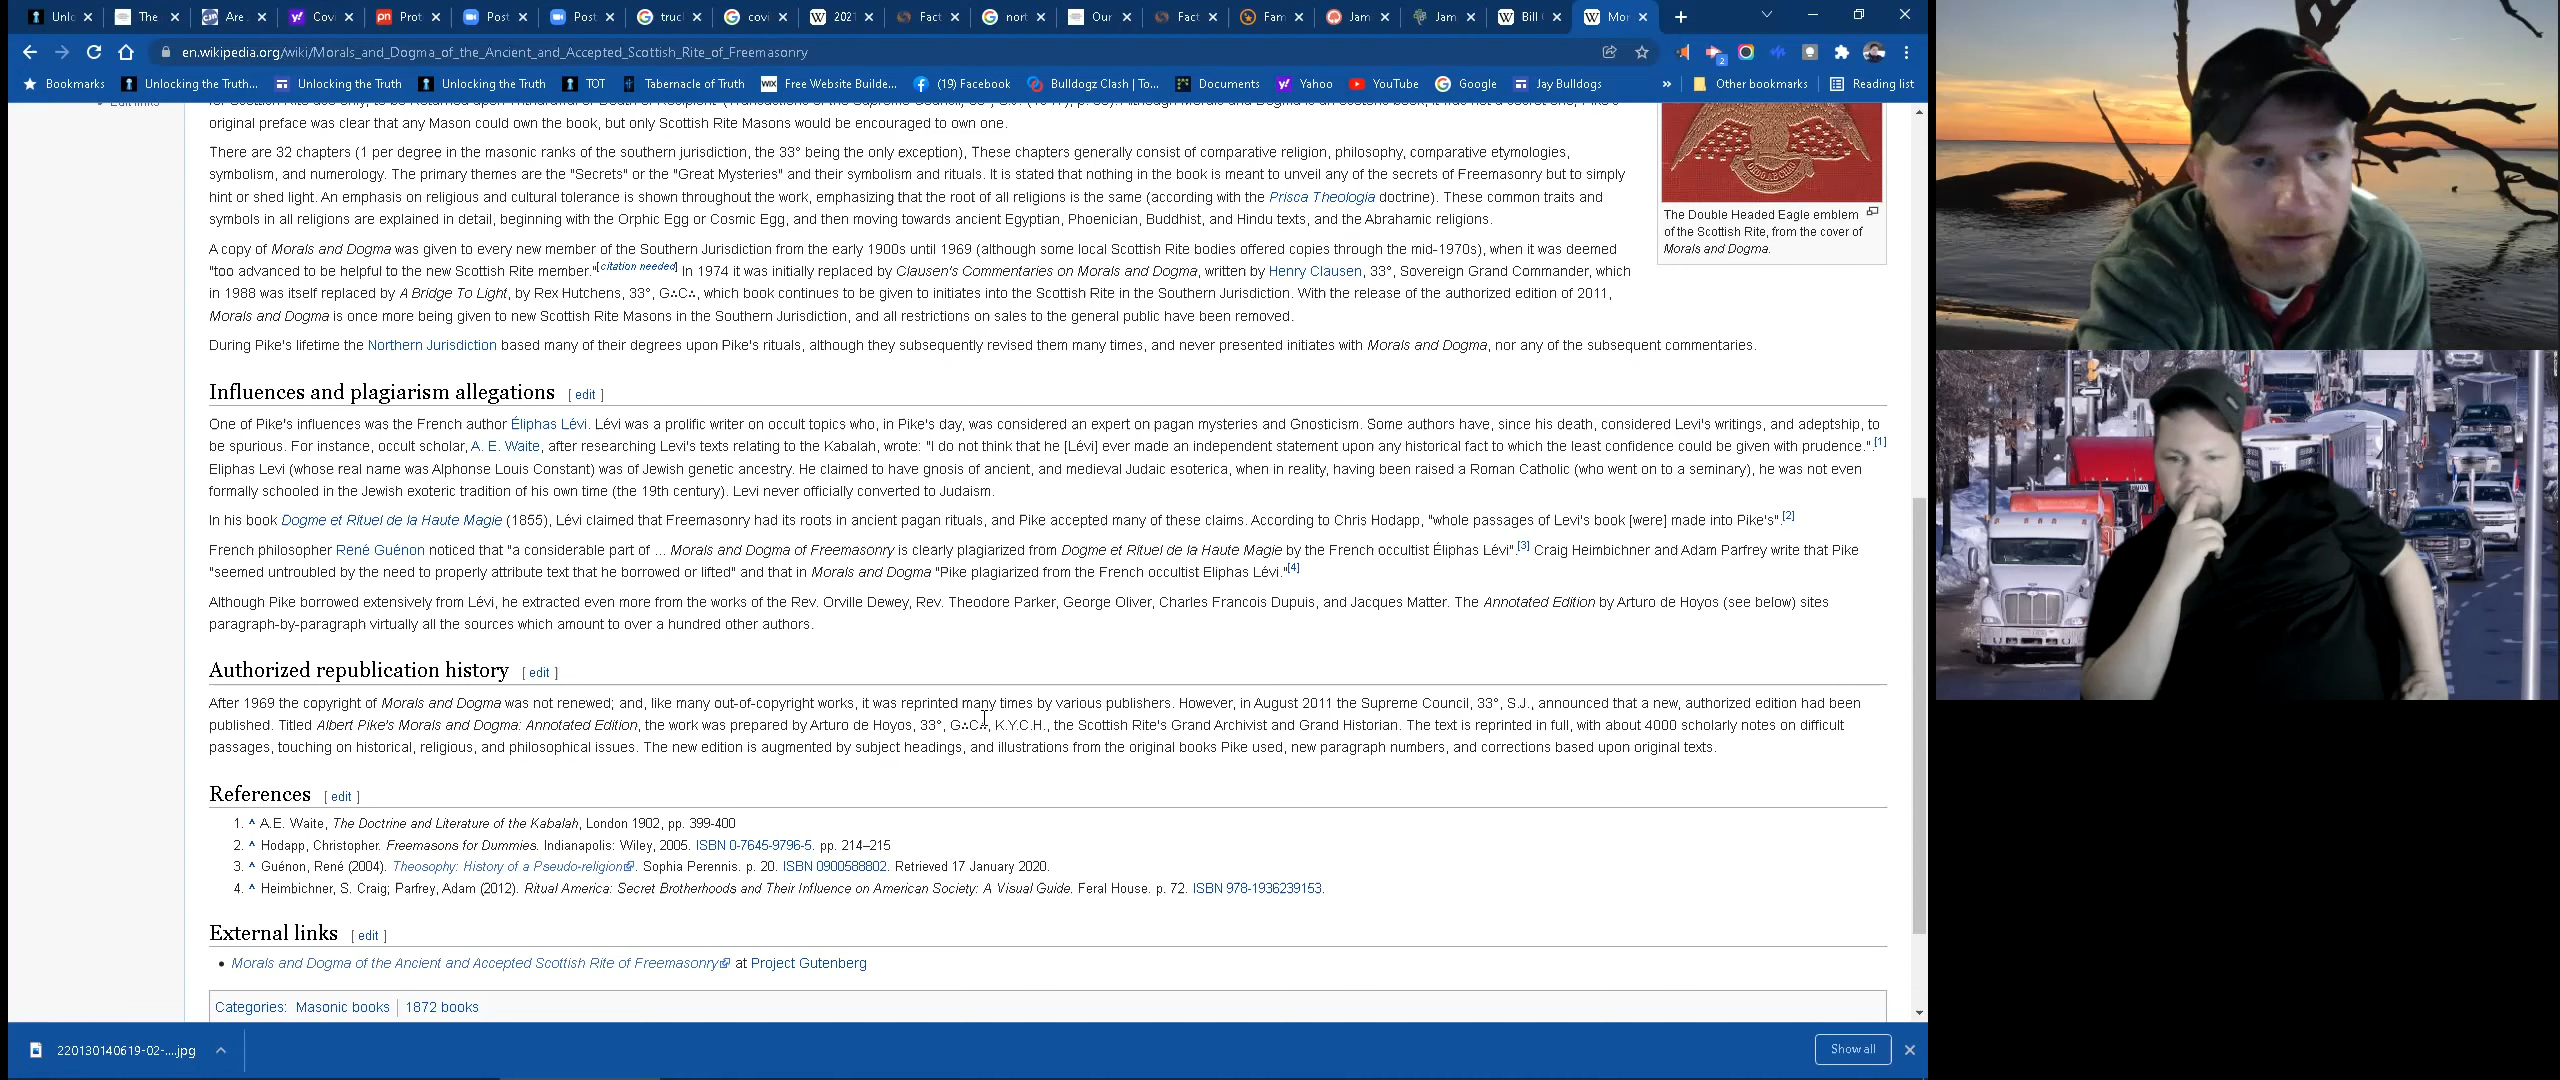 Unlc
The
Are
Covi
Prot
Post
Post
truc
covi
2021
Fact
nort
Our
Fact
Fam
Jam
Jam
Bill
Mor
en.wikipedia.org/wiki/Morals_and_Dogma_of_the_Ancient_and_Accepted_Scottish_Rite_of_Freemasonry
Bookmarks
Unlocking the Truth...
Unlocking the Truth
Unlocking the Truth
TOT
Tabernacle of Truth
Free Website Builde...
(19) Facebook
Bulldogz Clash | To...
Documents
Yahoo
YouTube
Google
Jay Bulldogs
»
Other bookmarks
Reading list
original preface was clear that any Mason could own the book, but only Scottish Rite Masons would be encouraged to own one.
There are 32 chapters (1 per degree in the masonic ranks of the southern jurisdiction, the 33° being the only exception), These chapters generally consist of comparative religion, philosophy, comparative etymologies,
symbolism, and numerology. The primary themes are the "Secrets" or the "Great Mysteries" and their symbolism and rituals. It is stated that nothing in the book is meant to unveil any of the secrets of Freemasonry but to simply
hint or shed light. An emphasis on religious and cultural tolerance is shown throughout the work, emphasizing that the root of all religions is the same (according with the Prisca Theologia doctrine). These common traits and
symbols in all religions are explained in detail, beginning with the Orphic Egg or Cosmic Egg, and then moving towards ancient Egyptian, Phoenician, Buddhist, and Hindu texts, and the Abrahamic religions.
The Double Headed Eagle emblem
of the Scottish Rite, from the cover of
Morals and Dogma.
A copy of Morals and Dogma was given to every new member of the Southern Jurisdiction from the early 1900s until 1969 (although some local Scottish Rite bodies offered copies through the mid-1970s), when it was deemed
"too advanced to be helpful to the new Scottish Rite member."[citation needed] In 1974 it was initially replaced by Clausen's Commentaries on Morals and Dogma, written by Henry Clausen, 33°, Sovereign Grand Commander, which
in 1988 was itself replaced by A Bridge To Light, by Rex Hutchens, 33°, G∴C∴, which book continues to be given to initiates into the Scottish Rite in the Southern Jurisdiction. With the release of the authorized edition of 2011,
Morals and Dogma is once more being given to new Scottish Rite Masons in the Southern Jurisdiction, and all restrictions on sales to the general public have been removed.
During Pike's lifetime the Northern Jurisdiction based many of their degrees upon Pike's rituals, although they subsequently revised them many times, and never presented initiates with Morals and Dogma, nor any of the subsequent commentaries.
Influences and plagiarism allegations [ edit ]
One of Pike's influences was the French author Éliphas Lévi. Lévi was a prolific writer on occult topics who, in Pike's day, was considered an expert on pagan mysteries and Gnosticism. Some authors have, since his death, considered Levi's writings, and adeptship, to
be spurious. For instance, occult scholar, A. E. Waite, after researching Levi's texts relating to the Kabalah, wrote: "I do not think that he [Lévi] ever made an independent statement upon any historical fact to which the least confidence could be given with prudence.".[1]
Eliphas Levi (whose real name was Alphonse Louis Constant) was of Jewish genetic ancestry. He claimed to have gnosis of ancient, and medieval Judaic esoterica, when in reality, having been raised a Roman Catholic (who went on to a seminary), he was not even
formally schooled in the Jewish exoteric tradition of his own time (the 19th century). Levi never officially converted to Judaism.
In his book Dogme et Rituel de la Haute Magie (1855), Lévi claimed that Freemasonry had its roots in ancient pagan rituals, and Pike accepted many of these claims. According to Chris Hodapp, "whole passages of Levi's book [were] made into Pike's".[2]
French philosopher René Guénon noticed that "a considerable part of ... Morals and Dogma of Freemasonry is clearly plagiarized from Dogme et Rituel de la Haute Magie by the French occultist Éliphas Lévi".[3] Craig Heimbichner and Adam Parfrey write that Pike
"seemed untroubled by the need to properly attribute text that he borrowed or lifted" and that in Morals and Dogma "Pike plagiarized from the French occultist Eliphas Lévi."[4]
Although Pike borrowed extensively from Lévi, he extracted even more from the works of the Rev. Orville Dewey, Rev. Theodore Parker, George Oliver, Charles Francois Dupuis, and Jacques Matter. The Annotated Edition by Arturo de Hoyos (see below) sites
paragraph-by-paragraph virtually all the sources which amount to over a hundred other authors.
Authorized republication history [ edit ]
After 1969 the copyright of Morals and Dogma was not renewed; and, like many out-of-copyright works, it was reprinted many times by various publishers. However, in August 2011 the Supreme Council, 33°, S.J., announced that a new, authorized edition had been
published. Titled Albert Pike's Morals and Dogma: Annotated Edition, the work was prepared by Arturo de Hoyos, 33°, G∴C∴, K.Y.C.H., the Scottish Rite's Grand Archivist and Grand Historian. The text is reprinted in full, with about 4000 scholarly notes on difficult
passages, touching on historical, religious, and philosophical issues. The new edition is augmented by subject headings, and illustrations from the original books Pike used, new paragraph numbers, and corrections based upon original texts.
References [ edit ]
1. ^ A.E. Waite, The Doctrine and Literature of the Kabalah, London 1902, pp. 399-400
2. ^ Hodapp, Christopher. Freemasons for Dummies. Indianapolis: Wiley, 2005. ISBN 0-7645-9796-5. pp. 214–215
3. ^ Guénon, René (2004). Theosophy: History of a Pseudo-religion. Sophia Perennis. p. 20. ISBN 0900588802. Retrieved 17 January 2020.
4. ^ Heimbichner, S. Craig; Parfrey, Adam (2012). Ritual America: Secret Brotherhoods and Their Influence on American Society: A Visual Guide. Feral House. p. 72. ISBN 978-1936239153.
External links [ edit ]
• Morals and Dogma of the Ancient and Accepted Scottish Rite of Freemasonry at Project Gutenberg
Categories: Masonic books | 1872 books
220130140619-02-....jpg
Show all